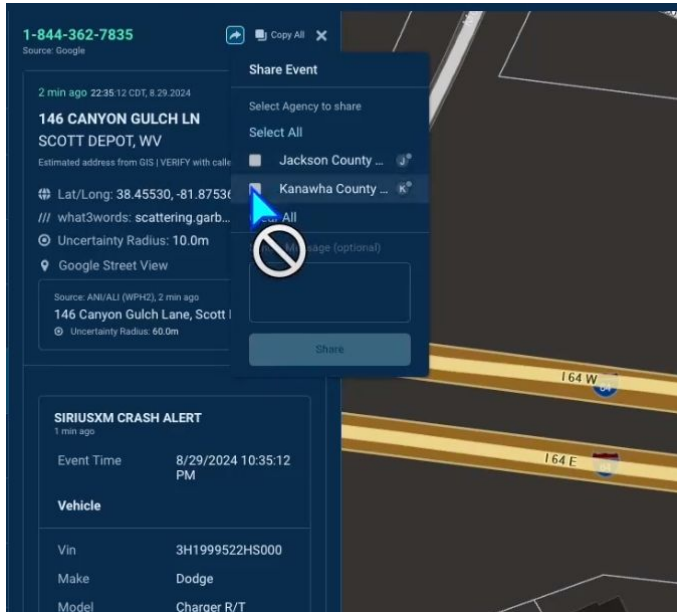 1-844-362-7835
Copy All
Source: Google
Share Event
2 min ago 22:35:12 CDT, 8.29.2024
Select Agency to share
146 CANYON GULCH LN
Select All
SCOTT DEPOT, WV
Jackson County ... J
Estimated address from GIS | VERIFY with calle
Kanawha County ... K
Lat/Long: 38.45530, -81.87536
/// what3words: scattering.garb...
All
Uncertainty Radius: 10.0m
(optional)
Google Street View
Source: ANI/ALI (WPH2), 2 min ago
146 Canyon Gulch Lane, Scott
Uncertainty Radius: 60.0m
Share
I 64 W
64
I 64 E
64
SIRIUSXM CRASH ALERT
1 min ago
Event Time 8/29/2024 10:35:12
PM
Vehicle
Vin 3H1999522HS000
Make Dodge
Model Charger R/T